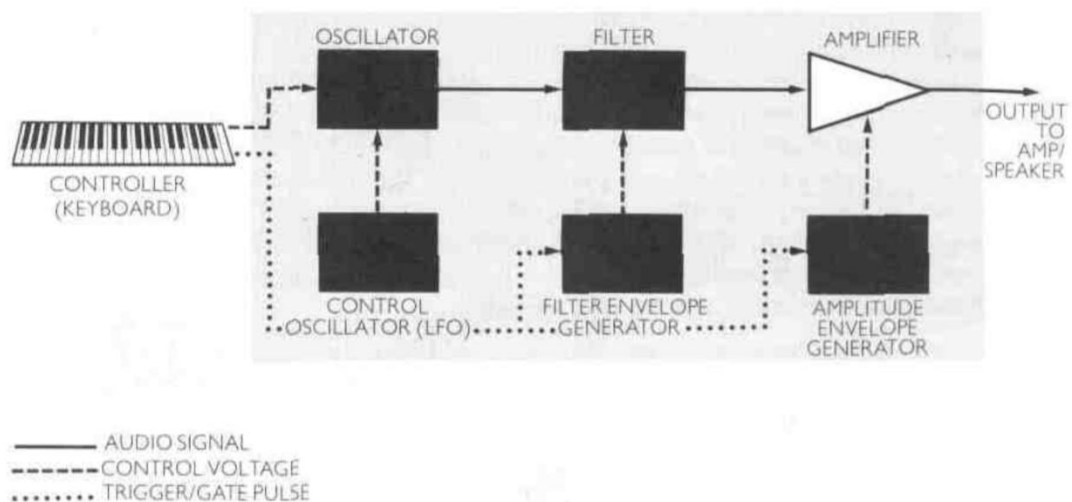 OSCILLATOR
FILTER
AMPLIFIER
OUTPUT
TO
AMP/
SPEAKER
CONTROLLER
(KEYBOARD)
CONTROL
OSCILLATOR (LFO)
FILTER ENVELOPE
GENERATOR
AMPLITUDE
ENVELOPE
GENERATOR
AUDIO SIGNAL
CONTROL VOLTAGE
TRIGGER/GATE PULSE